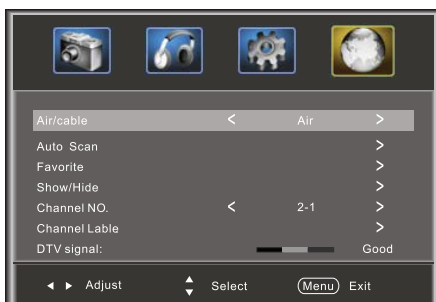 Air/cable < Air >
Auto Scan >
Favorite >
Show/Hide >
Channel NO. < 2-1 >
Channel Lable >
DTV signal: Good
Adjust Select Menu Exit